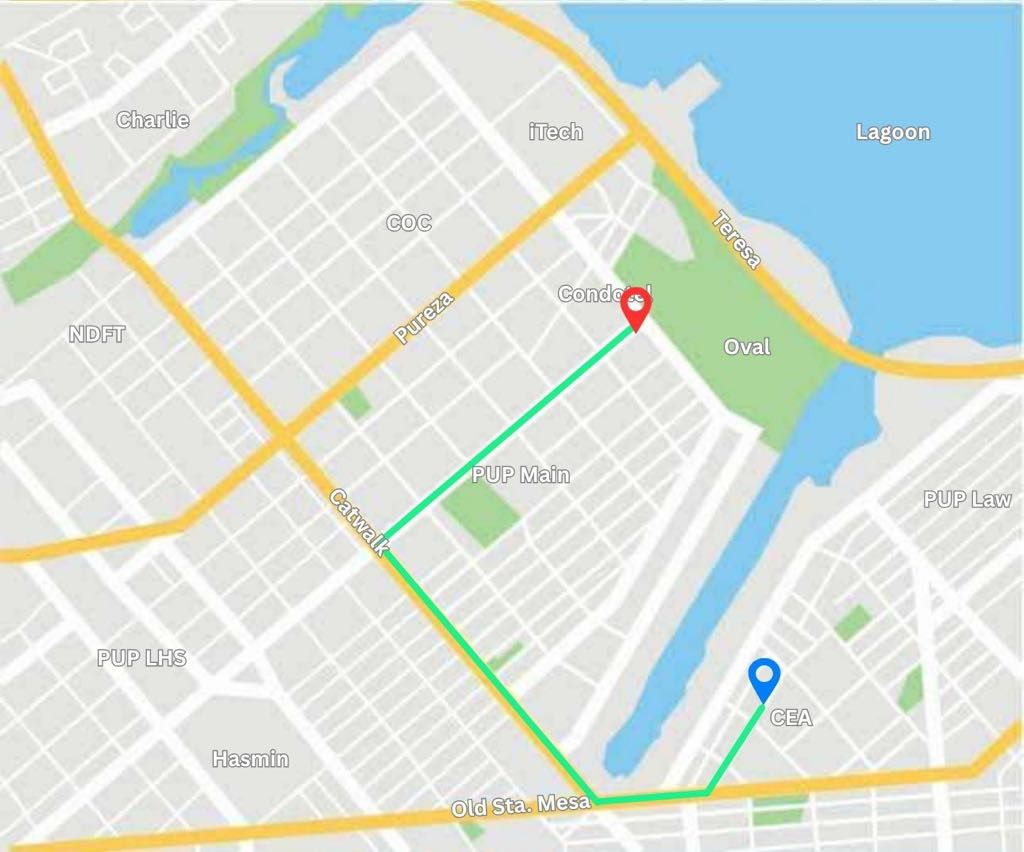 Charlie
iTech
Lagoon
COC
Teresa
Condotel
Pureza
NDFT
Oval
PUP Main
PUP Law
Catwalk
PUP LHS
CEA
Hasmin
Old Sta. Mesa